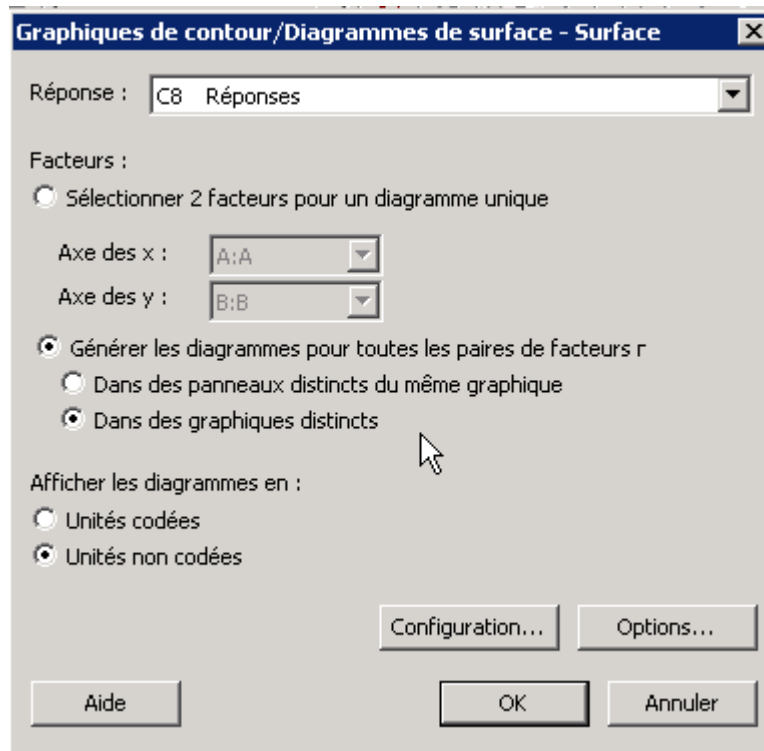 Graphiques de contour/Diagrammes de surface - Surface
Réponse : C8 Réponses
Facteurs :
Sélectionner 2 facteurs pour un diagramme unique
Axe des x : A:A
Axe des y : B:B
Générer les diagrammes pour toutes les paires de facteurs r
Dans des panneaux distincts du même graphique
Dans des graphiques distincts
Afficher les diagrammes en :
Unités codées
Unités non codées
Configuration... Options...
Aide OK Annuler